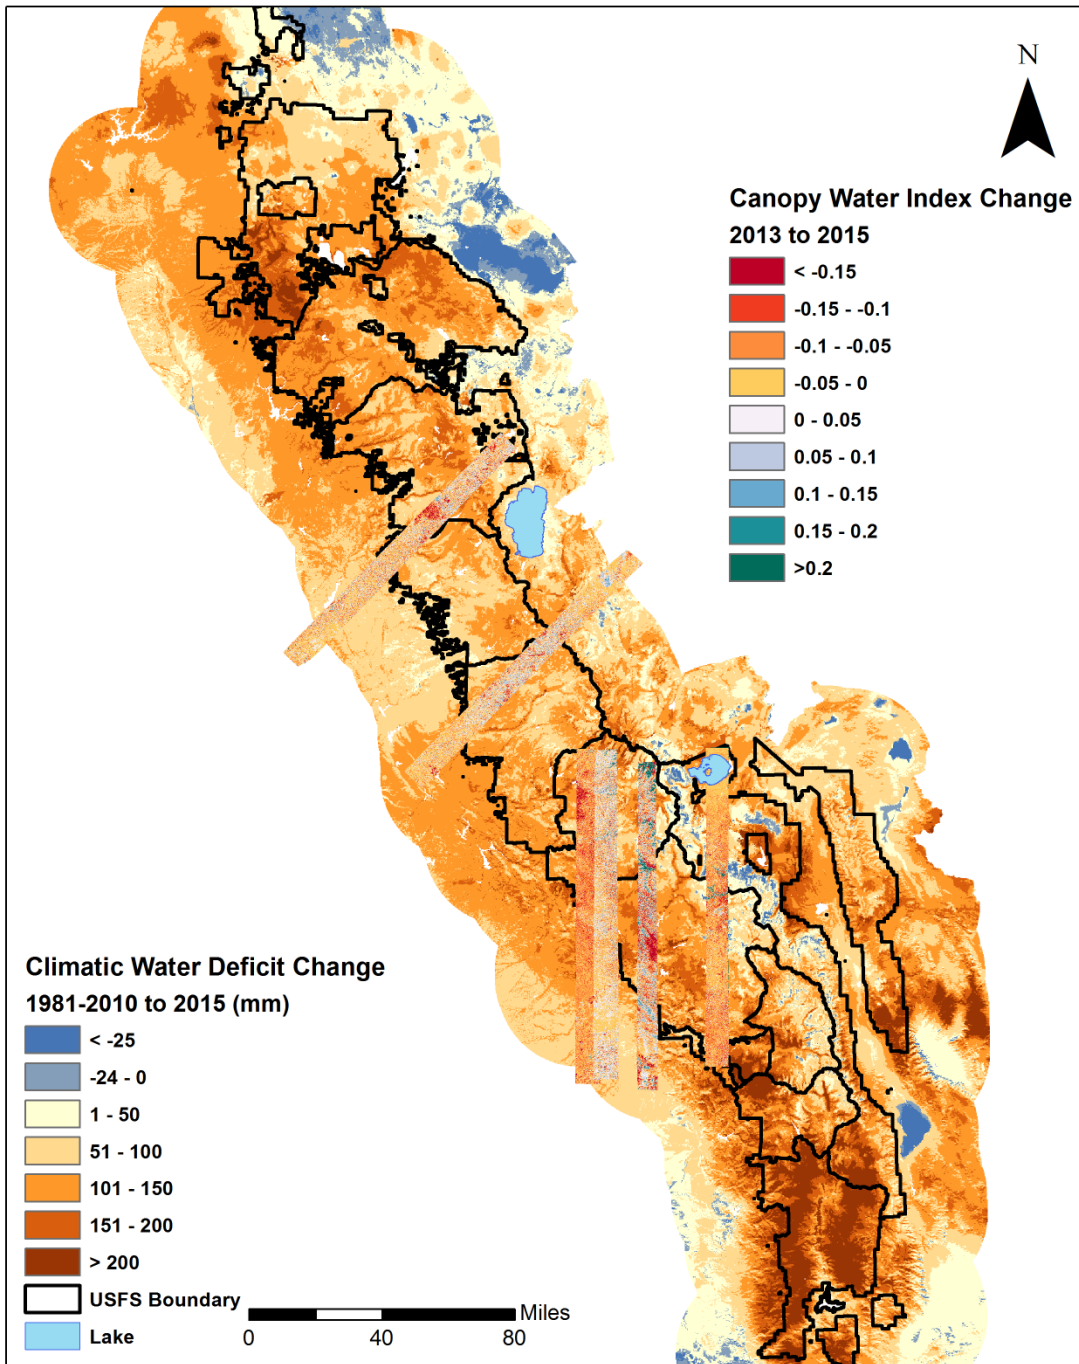 N
Canopy Water Index Change
2013 to 2015
< -0.15
-0.15 - -0.1
-0.1 - -0.05
-0.05 - 0
0 - 0.05
0.05 - 0.1
0.1 - 0.15
0.15 - 0.2
>0.2
Climatic Water Deficit Change
1981-2010 to 2015 (mm)
< -25
-24 - 0
1 - 50
51 - 100
101 - 150
151 - 200
> 200
USFS Boundary
Lake
Miles
0 40 80